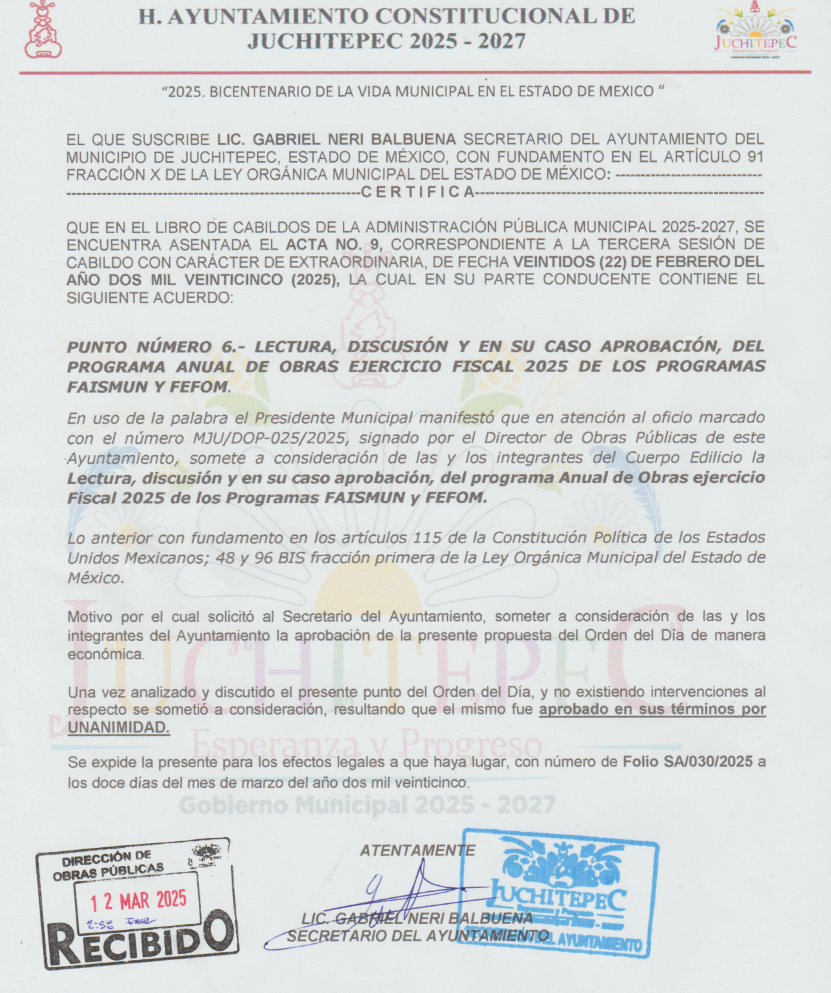 H. AYUNTAMIENTO CONSTITUCIONAL DE
JUCHITEPEC 2025 - 2027
JUCHITEPEC
Esperanza y Progreso
Gobierno Municipal 2025 - 2027
“2025. BICENTENARIO DE LA VIDA MUNICIPAL EN EL ESTADO DE MEXICO “
EL QUE SUSCRIBE LIC. GABRIEL NERI BALBUENA SECRETARIO DEL AYUNTAMIENTO DEL
MUNICIPIO DE JUCHITEPEC, ESTADO DE MÉXICO, CON FUNDAMENTO EN EL ARTÍCULO 91
FRACCIÓN X DE LA LEY ORGÁNICA MUNICIPAL DEL ESTADO DE MÉXICO: ------------------------------
------------------------------------------------------------C E R T I F I C A-----------------------------------------------------------
QUE EN EL LIBRO DE CABILDOS DE LA ADMINISTRACIÓN PÚBLICA MUNICIPAL 2025-2027, SE
ENCUENTRA ASENTADA EL ACTA NO. 9, CORRESPONDIENTE A LA TERCERA SESIÓN DE
CABILDO CON CARÁCTER DE EXTRAORDINARIA, DE FECHA VEINTIDOS (22) DE FEBRERO DEL
AÑO DOS MIL VEINTICINCO (2025), LA CUAL EN SU PARTE CONDUCENTE CONTIENE EL
SIGUIENTE ACUERDO:
PUNTO NÚMERO 6.- LECTURA, DISCUSIÓN Y EN SU CASO APROBACIÓN, DEL
PROGRAMA ANUAL DE OBRAS EJERCICIO FISCAL 2025 DE LOS PROGRAMAS
FAISMUN Y FEFOM.
En uso de la palabra el Presidente Municipal manifestó que en atención al oficio marcado
con el número MJU/DOP-025/2025, signado por el Director de Obras Públicas de este
Ayuntamiento, somete a consideración de las y los integrantes del Cuerpo Edilicio la
Lectura, discusión y en su caso aprobación, del programa Anual de Obras ejercicio
Fiscal 2025 de los Programas FAISMUN y FEFOM.
Lo anterior con fundamento en los artículos 115 de la Constitución Política de los Estados
Unidos Mexicanos; 48 y 96 BIS fracción primera de la Ley Orgánica Municipal del Estado de
México.
Motivo por el cual solicitó al Secretario del Ayuntamiento, someter a consideración de las y los
integrantes del Ayuntamiento la aprobación de la presente propuesta del Orden del Día de manera
económica.
Una vez analizado y discutido el presente punto del Orden del Día, y no existiendo intervenciones al
respecto se sometió a consideración, resultando que el mismo fue aprobado en sus términos por
UNANIMIDAD.
JUCHITEPEC
Esperanza y Progreso
Se expide la presente para los efectos legales a que haya lugar, con número de Folio SA/030/2025 a
los doce días del mes de marzo del año dos mil veinticinco.
Gobierno Municipal 2025 - 2027
DIRECCIÓN DE
OBRAS PÚBLICAS
12 MAR 2025
RECIBIDO
ATENTAMENTE
LIC. GABRIEL NERI BALBUENA
SECRETARIO DEL AYUNTAMIENTO
JUCHITEPEC
DEL AYUNTAMIENTO